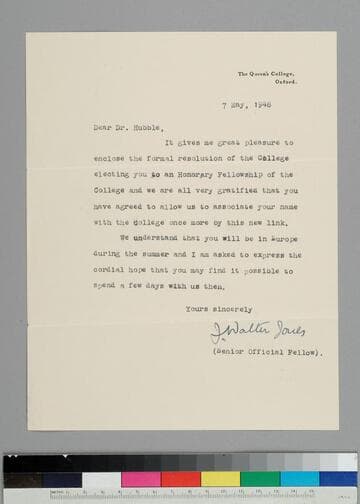 The Queen's College,
Oxford.
7 May, 1948
Dear Dr. Hubble,
It gives me great pleasure to
enclose the formal resolution of the College
electing you to an Honorary Fellowship of the
College and we are all very gratified that you
have agreed to allow us to associate your name
with the College once more by this new link.
We understand that you will be in Europe
during the summer and I am asked to express the
cordial hope that you may find it possible to
spend a few days with us then.
Yours sincerely
J. Walter Jones
(Senior Official Fellow).